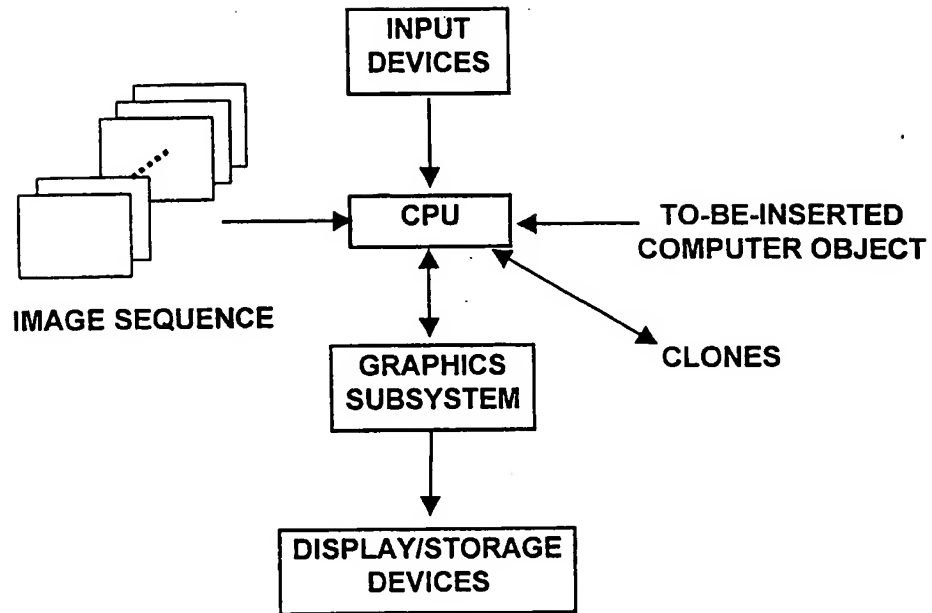 INPUT
DEVICES
CPU
TO-BE-INSERTED
COMPUTER OBJECT
IMAGE SEQUENCE
CLONES
GRAPHICS
SUBSYSTEM
DISPLAY/STORAGE
DEVICES